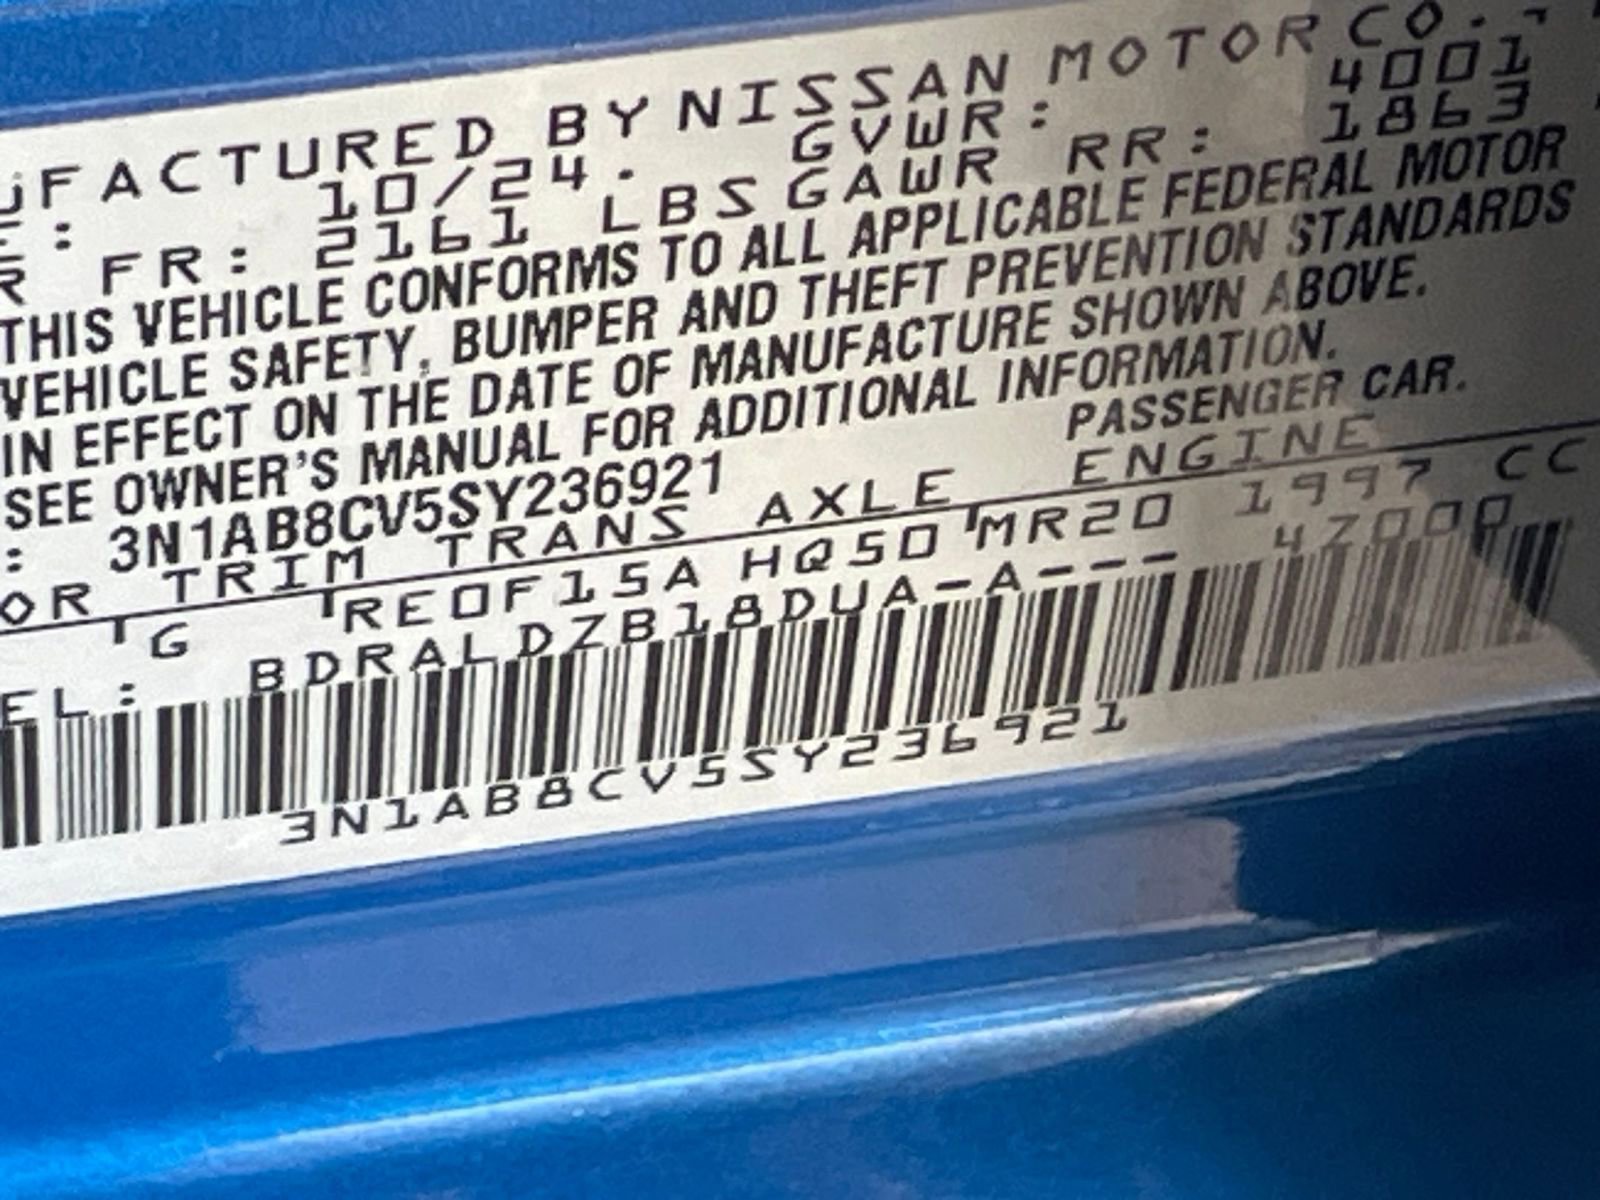 UFACTURED BY NISSAN MOTOR CO.,
E: 10/24. GVWR: 4001
R FR: 2161 LBS GAWR RR: 1863
THIS VEHICLE CONFORMS TO ALL APPLICABLE FEDERAL MOTOR
VEHICLE SAFETY, BUMPER AND THEFT PREVENTION STANDARDS
IN EFFECT ON THE DATE OF MANUFACTURE SHOWN ABOVE.
SEE OWNER'S MANUAL FOR ADDITIONAL INFORMATION.
: 3N1AB8CV5SY236921 PASSENGER CAR.
OR TRIM TRANS AXLE ENGINE
G RE0F15A HQ50 MR20 1997 CC
EL: BDRALDZB18DUA-A--- 47000
3N1AB8CV5SY236921